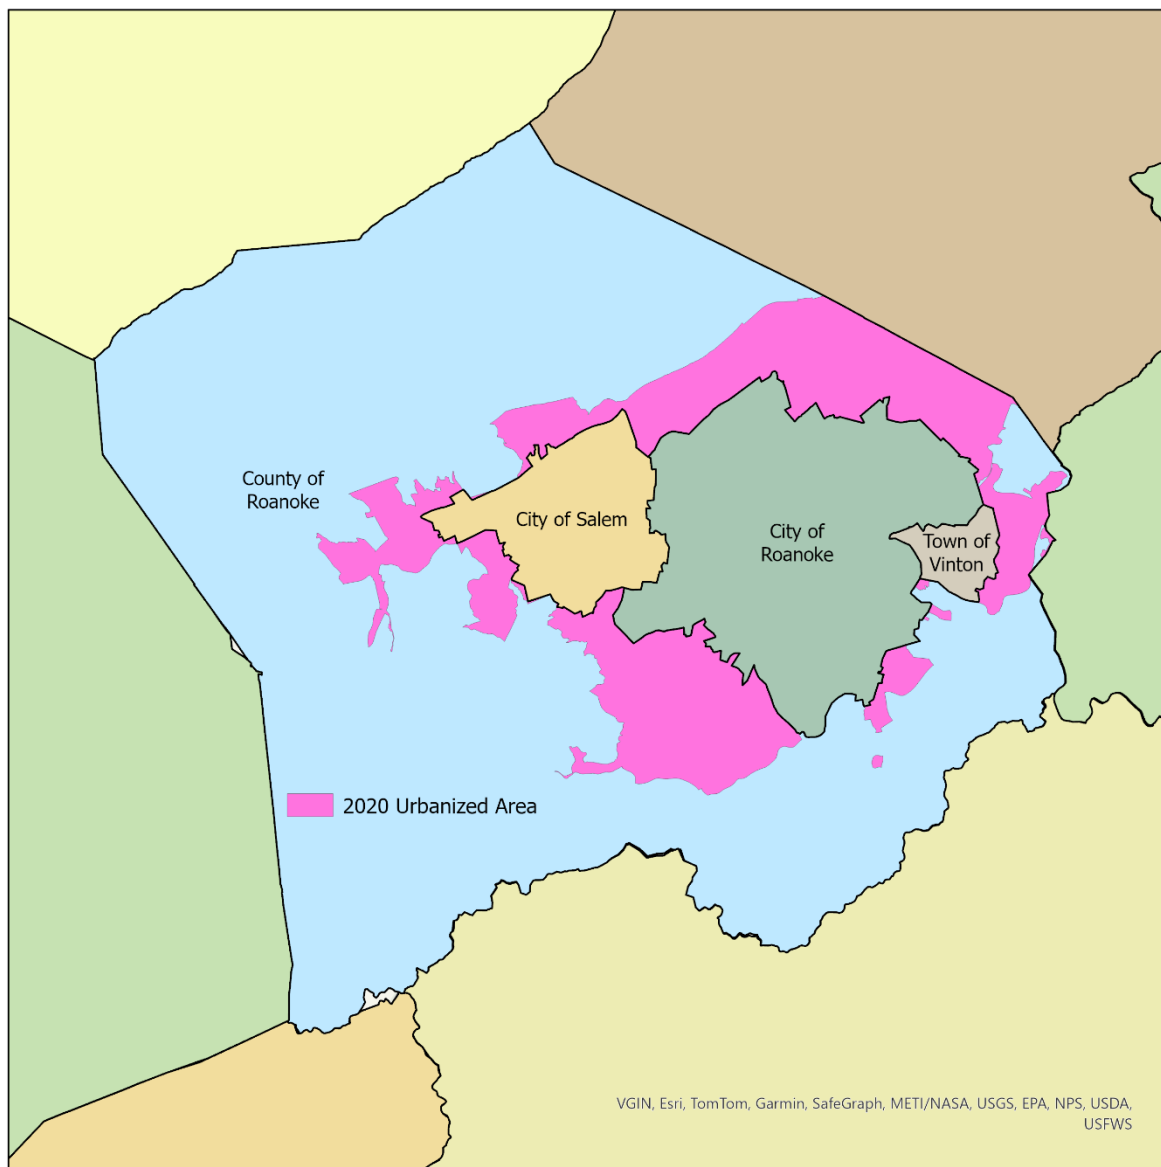 County of
Roanoke
City of Salem
City of
Roanoke
Town of
Vinton
2020 Urbanized Area
VGIN, Esri, TomTom, Garmin, SafeGraph, METI/NASA, USGS, EPA, NPS, USDA,
USFWS